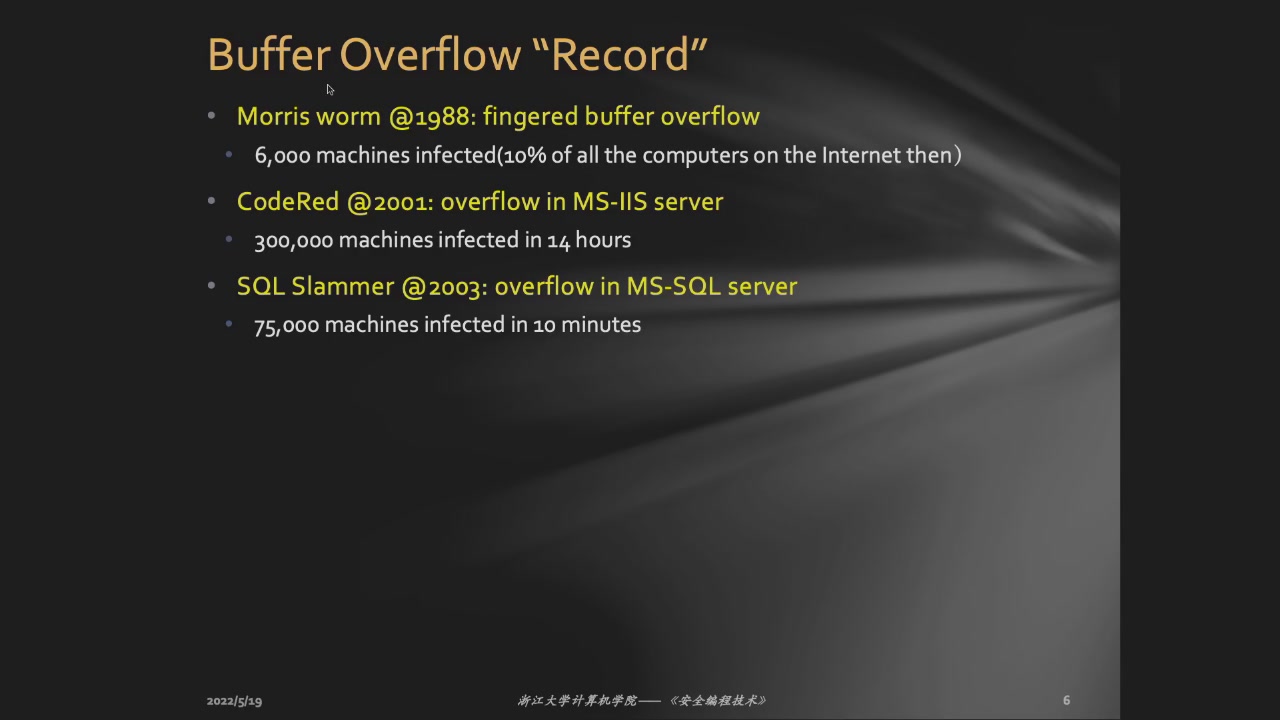 Buffer Overflow “Record”
• Morris worm @1988: fingered buffer overflow
• 6,000 machines infected(10% of all the computers on the Internet then）
• CodeRed @2001: overflow in MS-IIS server
• 300,000 machines infected in 14 hours
• SQL Slammer @2003: overflow in MS-SQL server
• 75,000 machines infected in 10 minutes
2022/5/19 浙江大学计算机学院——《安全编程技术》 6